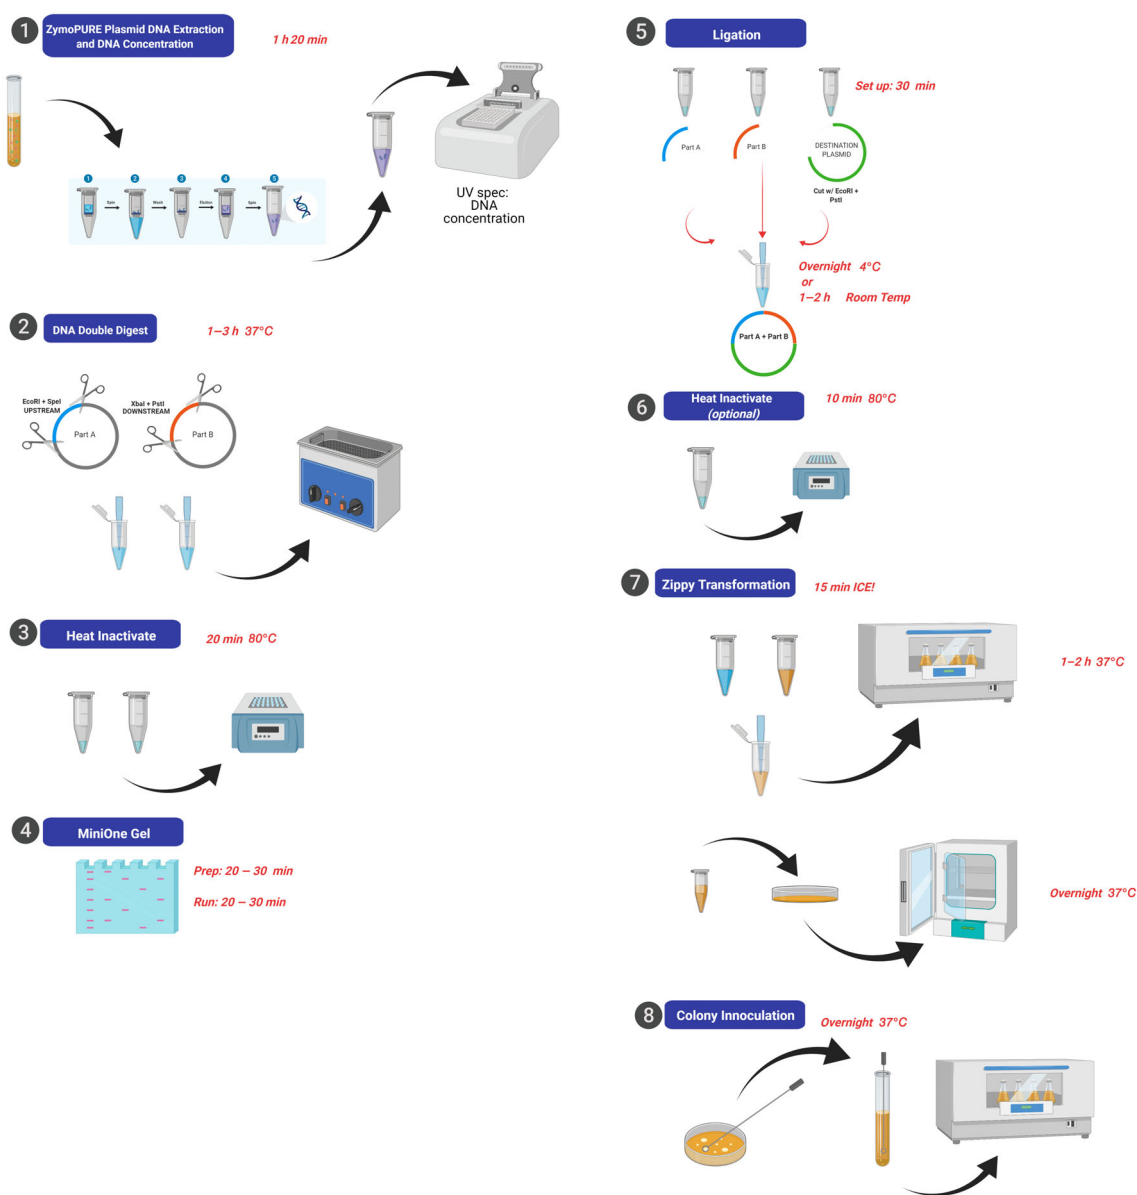 1
ZymoPURE Plasmid DNA Extraction
and DNA Concentration
1 h 20 min
1
2
3
4
5
Spin
Wash
Elution
Spin
UV spec:
DNA
concentration
2
DNA Double Digest
1–3 h 37°C
EcoRI + SpeI
UPSTREAM
Part A
XbaI + PstI
DOWNSTREAM
Part B
3
Heat Inactivate
20 min 80°C
4
MiniOne Gel
Prep: 20 – 30 min
Run: 20 – 30 min
5
Ligation
Set up: 30 min
Part A
Part B
DESTINATION
PLASMID
Cut w/ EcoRI +
PstI
Overnight 4°C
or
1–2 h Room Temp
Part A + Part B
6
Heat Inactivate
(optional)
10 min 80°C
7
Zippy Transformation
15 min ICE!
1–2 h 37°C
Overnight 37°C
8
Colony Innoculation
Overnight 37°C